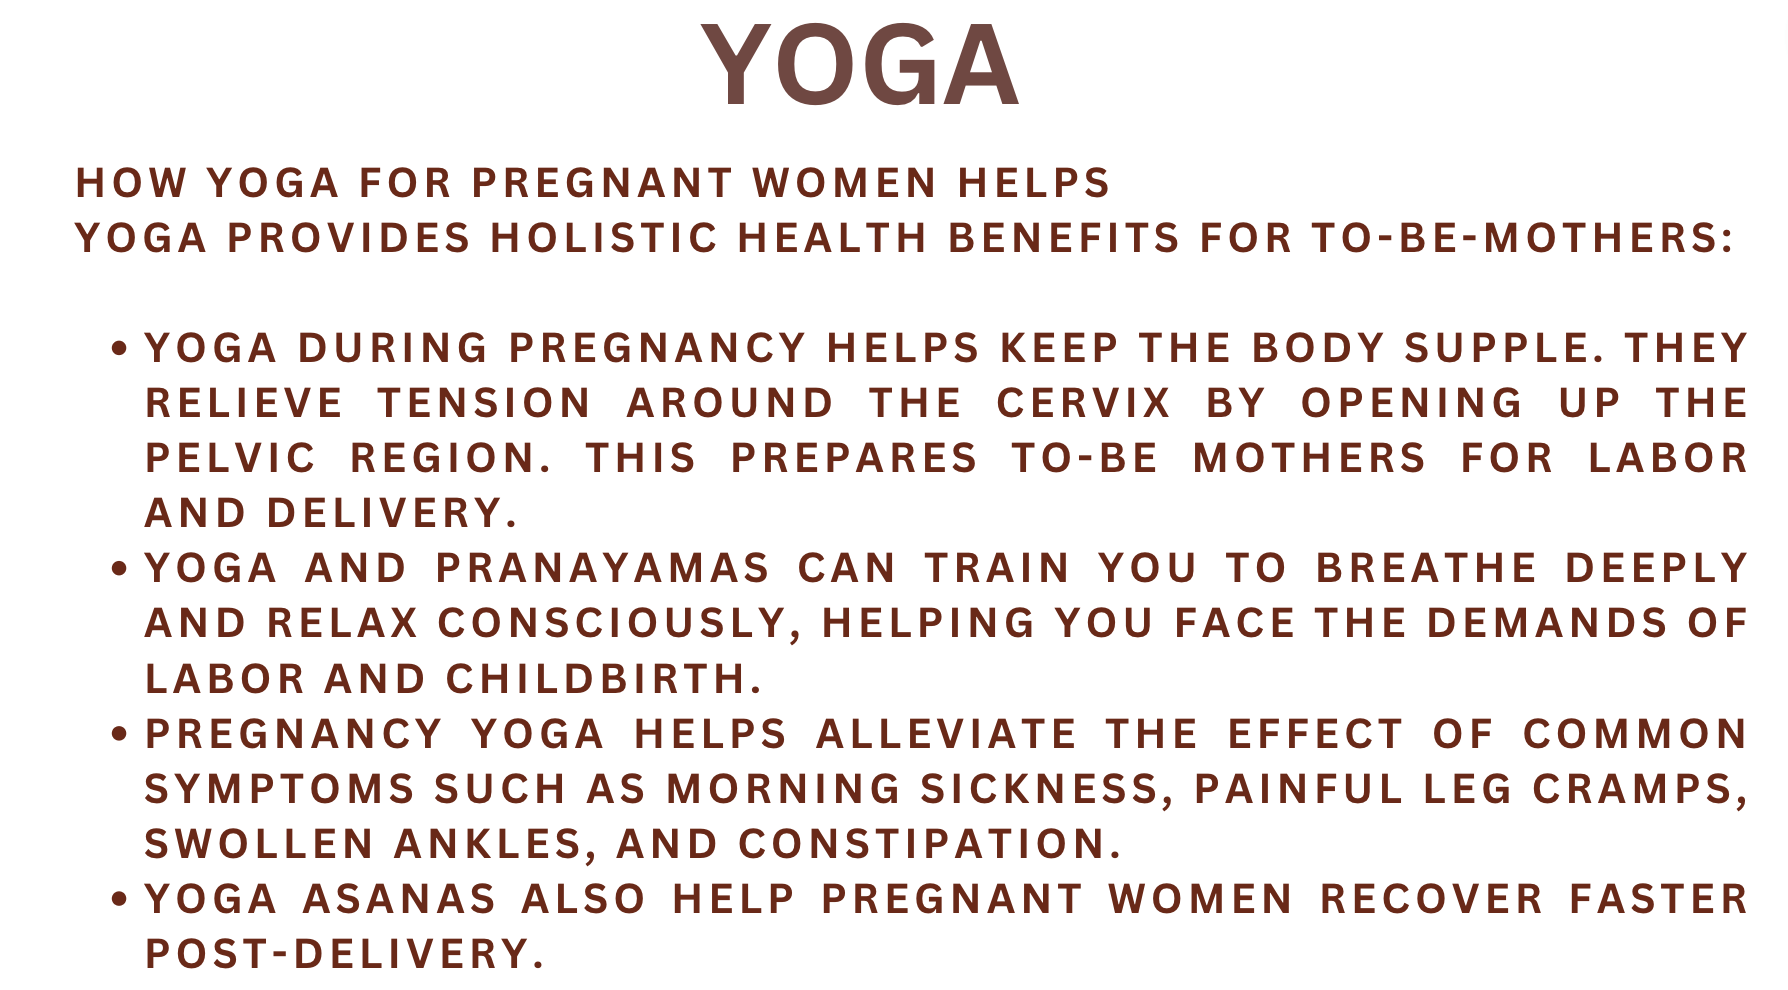 YOGA
HOW YOGA FOR PREGNANT WOMEN HELPS
YOGA PROVIDES HOLISTIC HEALTH BENEFITS FOR TO-BE-MOTHERS:
• YOGA DURING PREGNANCY HELPS KEEP THE BODY SUPPLE. THEY
RELIEVE TENSION AROUND THE CERVIX BY OPENING UP THE
PELVIC REGION. THIS PREPARES TO-BE MOTHERS FOR LABOR
AND DELIVERY.
• YOGA AND PRANAYAMAS CAN TRAIN YOU TO BREATHE DEEPLY
AND RELAX CONSCIOUSLY, HELPING YOU FACE THE DEMANDS OF
LABOR AND CHILDBIRTH.
• PREGNANCY YOGA HELPS ALLEVIATE THE EFFECT OF COMMON
SYMPTOMS SUCH AS MORNING SICKNESS, PAINFUL LEG CRAMPS,
SWOLLEN ANKLES, AND CONSTIPATION.
• YOGA ASANAS ALSO HELP PREGNANT WOMEN RECOVER FASTER
POST-DELIVERY.